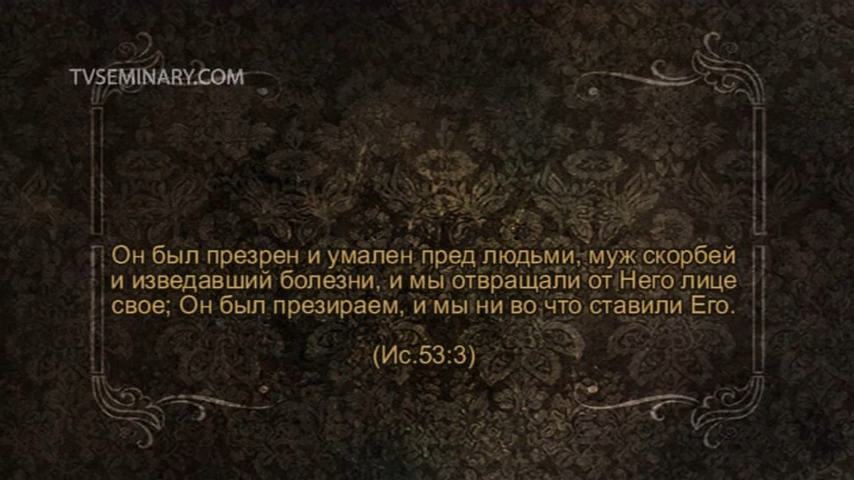 TVSEMINARY.COM
Он был презрен и умален пред людьми, муж скорбей
и изведавший болезни, и мы отвращали от Него лице
свое; Он был презираем, и мы ни во что ставили Его.
(Ис.53:3)